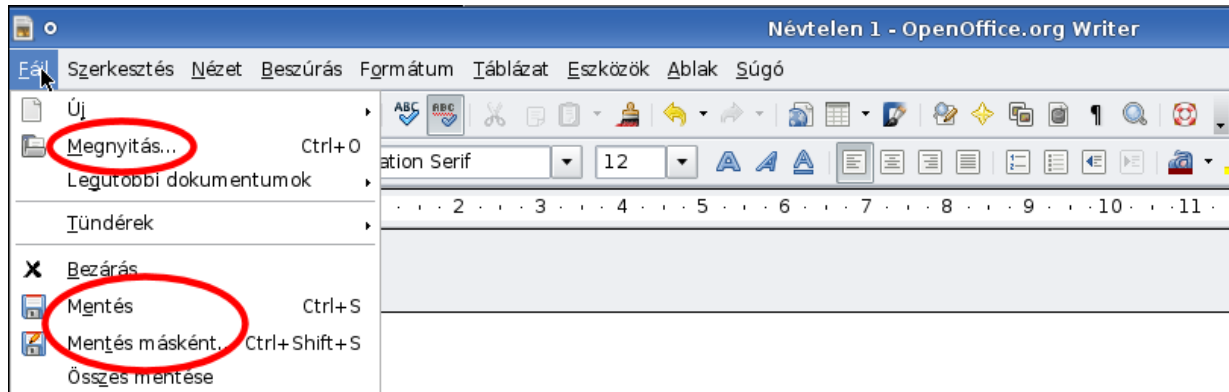 Névtelen 1 - OpenOffice.org Writer
Fájl Szerkesztés Nézet Beszúrás Formátum Táblázat Eszközök Ablak Súgó
Új
Megnyitás... Ctrl+O
Legutóbbi dokumentumok
Tündérek
Bezárás
Mentés Ctrl+S
Mentés másként... Ctrl+Shift+S
Összes mentése
ABC ABC
ation Serif 12
2 3 4 5 6 7 8 9 10 11